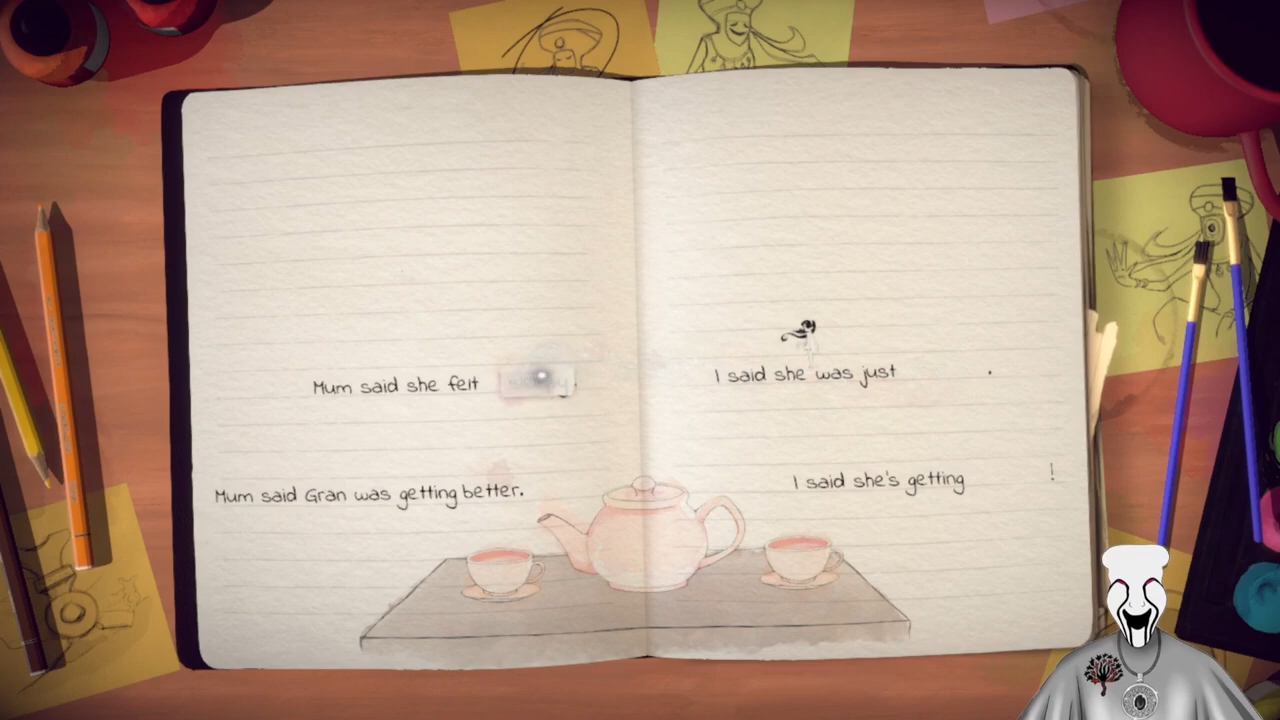 Mum said she felt
I said she was just .
Mum said Gran was getting better.
I said she's getting !